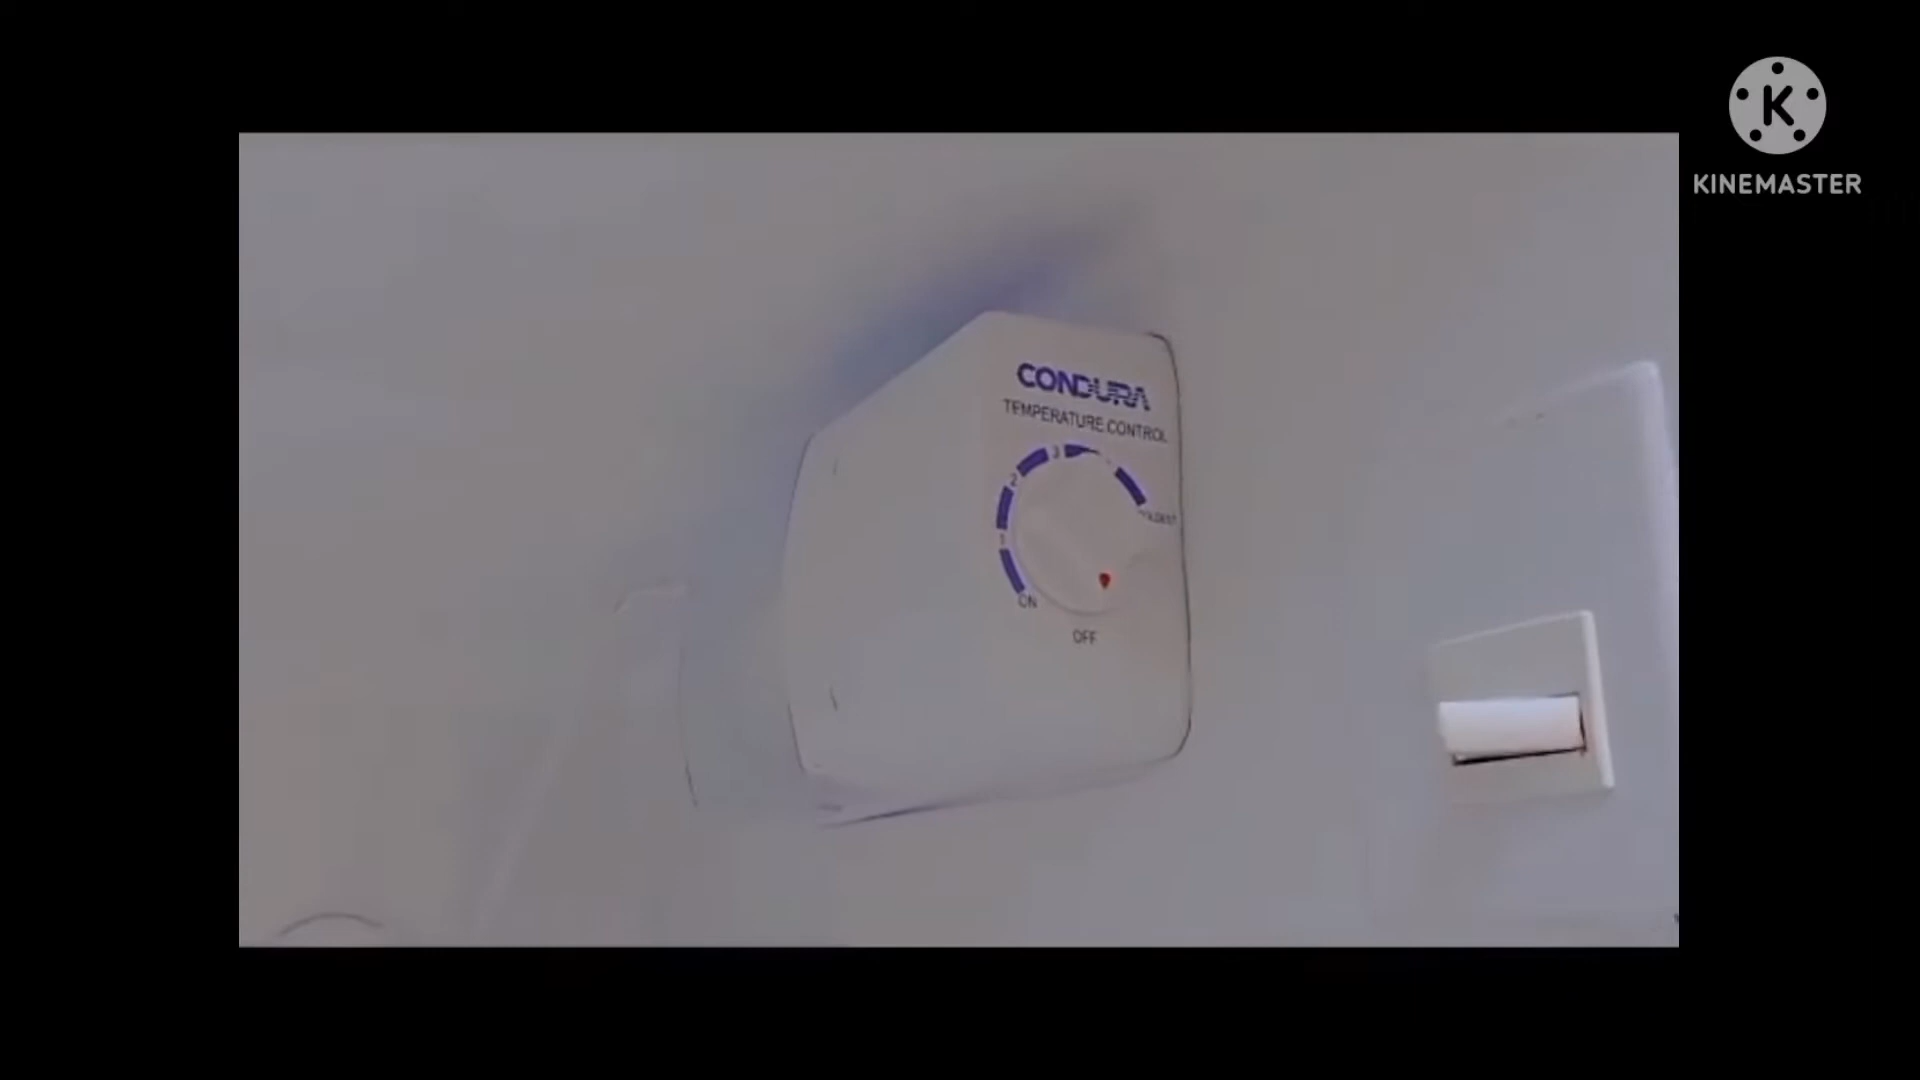 K
KINEMASTER
CONDURA
TEMPERATURE CONTROL
3
2
1
ON
OFF